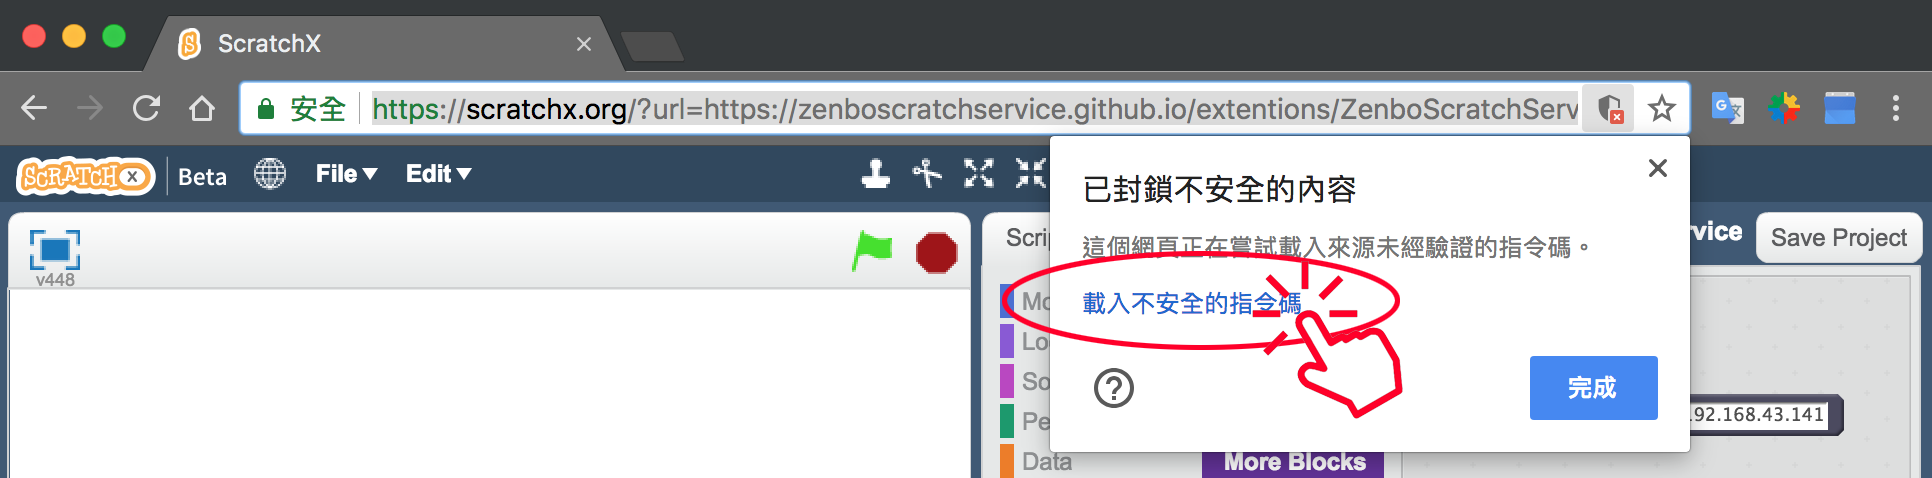 ScratchX
安全 https://scratchx.org/?url=https://zenboscratchservice.github.io/extentions/ZenboScratchServ
SCRATCHX Beta File Edit
已封鎖不安全的內容
這個網頁正在嘗試載入來源未經驗證的指令碼。
載入不安全的指令碼
完成
v448
Scrip
vice
Save Project
Mo
Lo
So
Pe
Data
More Blocks
92.168.43.141